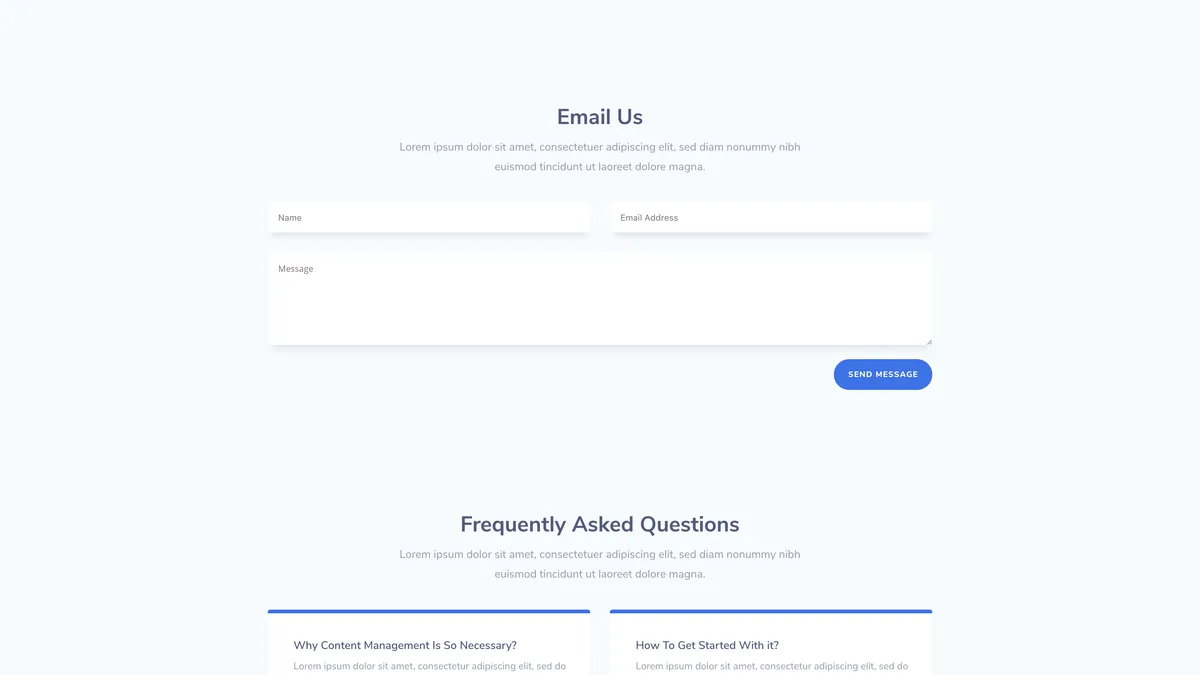 Email Us
Lorem ipsum dolor sit amet, consectetuer adipiscing elit, sed diam nonummy nibh
euismod tincidunt ut laoreet dolore magna.
Name
Email Address
Message
SEND MESSAGE
Frequently Asked Questions
Lorem ipsum dolor sit amet, consectetuer adipiscing elit, sed diam nonummy nibh
euismod tincidunt ut laoreet dolore magna.
Why Content Management Is So Necessary?
Lorem ipsum dolor sit amet, consectetur adipiscing elit, sed do
How To Get Started With it?
Lorem ipsum dolor sit amet, consectetur adipiscing elit, sed do